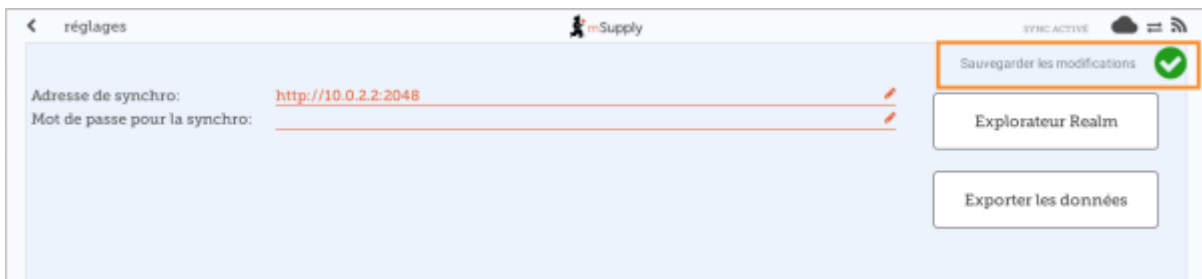 réglages
mSupply
SYNC ACTIVÉ
Sauvegarder les modifications
Adresse de synchro: http://10.0.2.2:2048
Mot de passe pour la synchro:
Explorateur Realm
Exporter les données